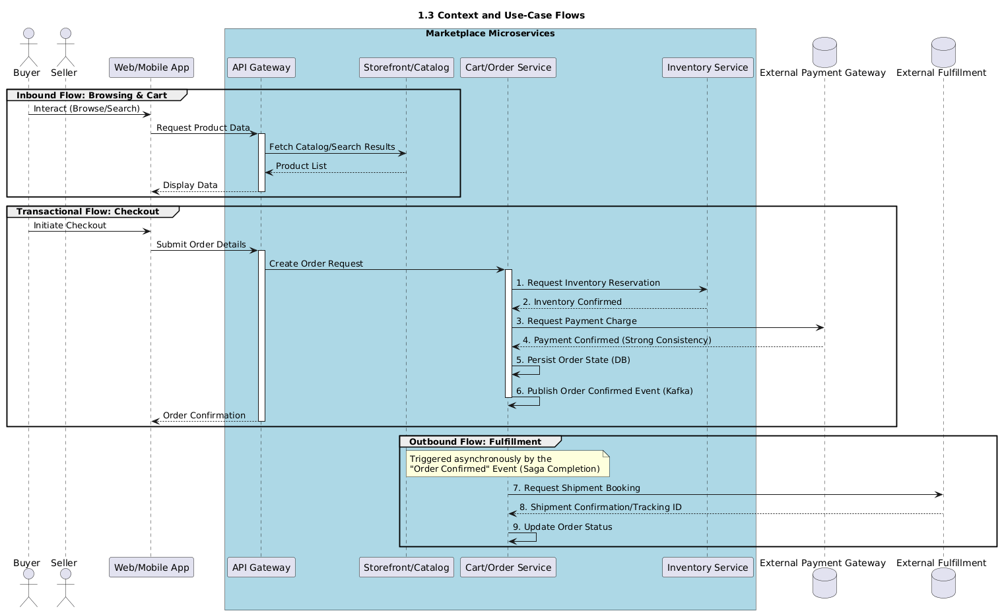 1.3 Context and Use-Case Flows
Marketplace Microservices
Buyer
Seller
Web/Mobile App
API Gateway
Storefront/Catalog
Cart/Order Service
Inventory Service
External Payment Gateway
External Fulfillment
Inbound Flow: Browsing & Cart
Interact (Browse/Search)
Request Product Data
Fetch Catalog/Search Results
Product List
Display Data
Transactional Flow: Checkout
Initiate Checkout
Submit Order Details
Create Order Request
1. Request Inventory Reservation
2. Inventory Confirmed
3. Request Payment Charge
4. Payment Confirmed (Strong Consistency)
5. Persist Order State (DB)
6. Publish Order Confirmed Event (Kafka)
Order Confirmation
Outbound Flow: Fulfillment
Triggered asynchronously by the
"Order Confirmed" Event (Saga Completion)
7. Request Shipment Booking
8. Shipment Confirmation/Tracking ID
9. Update Order Status
Buyer
Seller
Web/Mobile App
API Gateway
Storefront/Catalog
Cart/Order Service
Inventory Service
External Payment Gateway
External Fulfillment